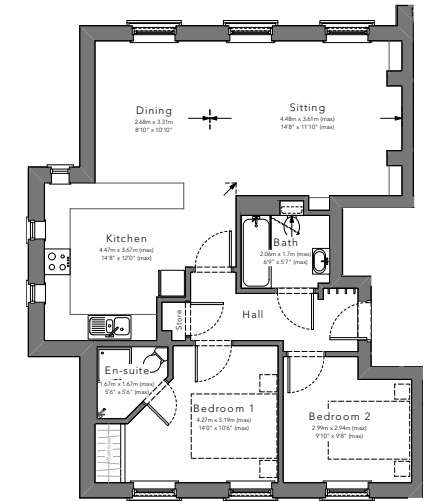 Dining
2.68m x 3.31m
8'10" x 10'10"
Sitting
4.48m x 3.61m (max)
14'8" x 11'10" (max)
Kitchen
4.47m x 3.67m (max)
14'8" x 12'0" (max)
Bath
2.06m x 1.7m (max)
6'9" x 5'7" (max)
Store
Hall
En-suite
1.67m x 1.67m (max)
5'6" x 5'6" (max)
Bedroom 1
4.27m x 3.19m (max)
14'0" x 10'6" (max)
Bedroom 2
2.99m x 2.94m (max)
9'10" x 9'8" (max)